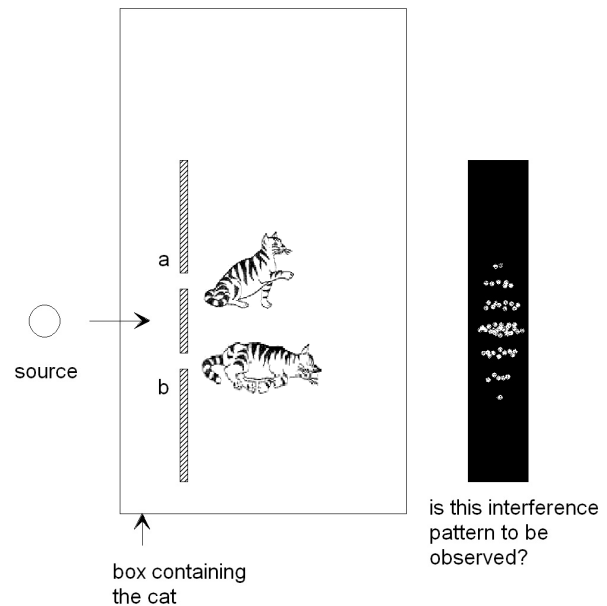 a
source
b
is this interference
pattern to be
observed?
box containing
the cat